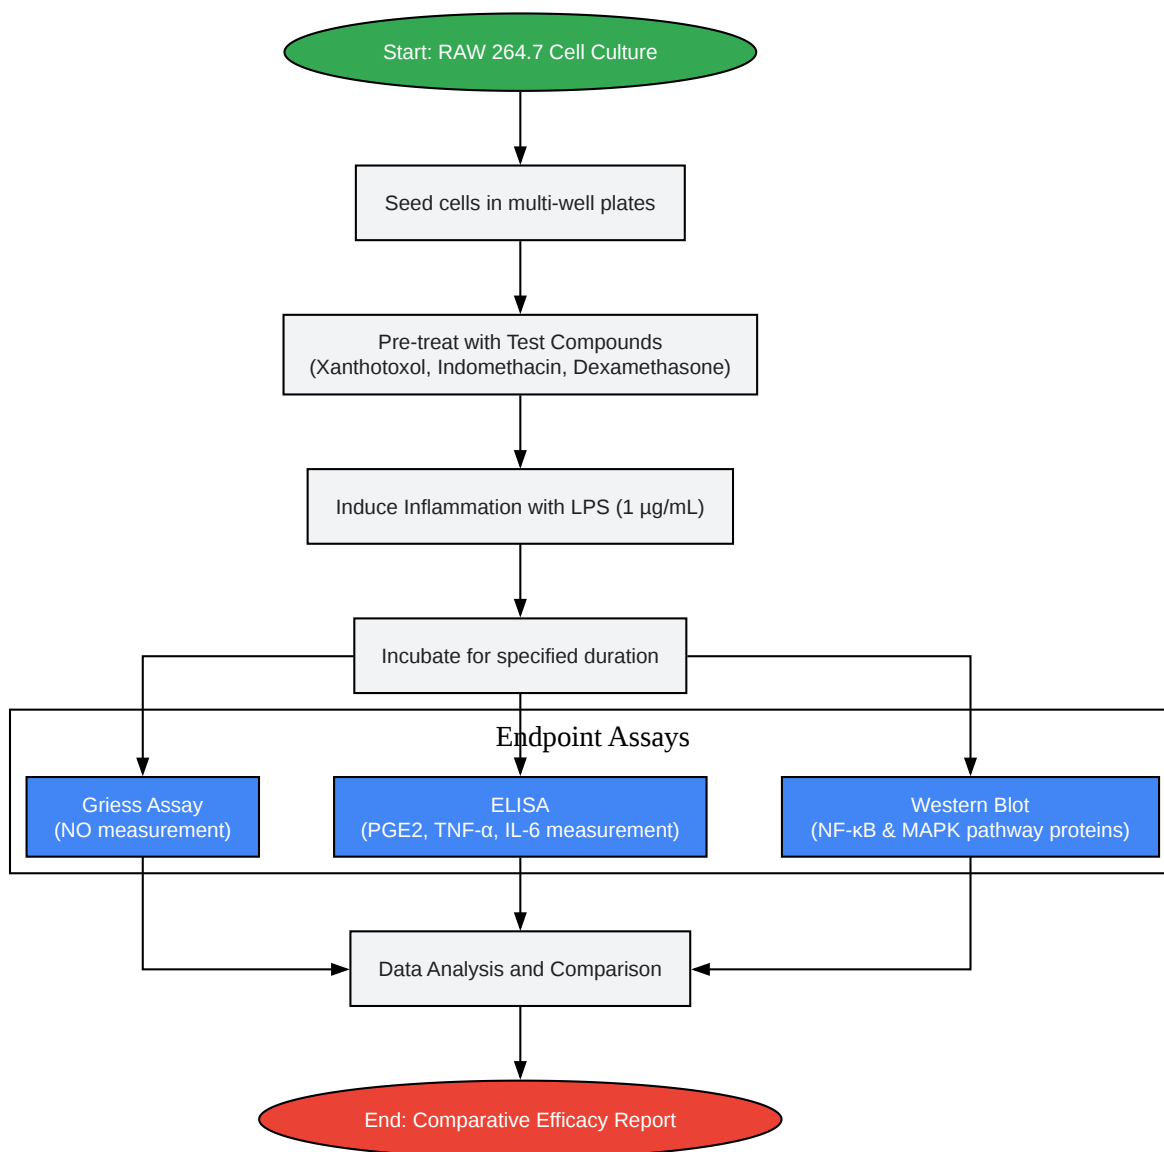 Start: RAW 264.7 Cell Culture
Seed cells in multi-well plates
Pre-treat with Test Compounds
(Xanthotoxol, Indomethacin, Dexamethasone)
Induce Inflammation with LPS (1 µg/mL)
Incubate for specified duration
Endpoint Assays
Griess Assay
(NO measurement)
ELISA
(PGE2, TNF-α, IL-6 measurement)
Western Blot
(NF-κB & MAPK pathway proteins)
Data Analysis and Comparison
End: Comparative Efficacy Report